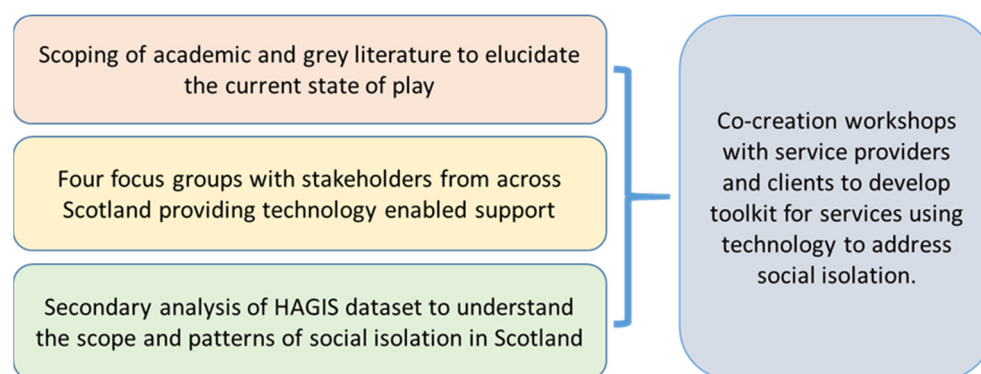 Scoping of academic and grey literature to elucidate
the current state of play
Four focus groups with stakeholders from across
Scotland providing technology enabled support
Secondary analysis of HAGIS dataset to understand
the scope and patterns of social isolation in Scotland
Co-creation workshops
with service providers
and clients to develop
toolkit for services using
technology to address
social isolation.